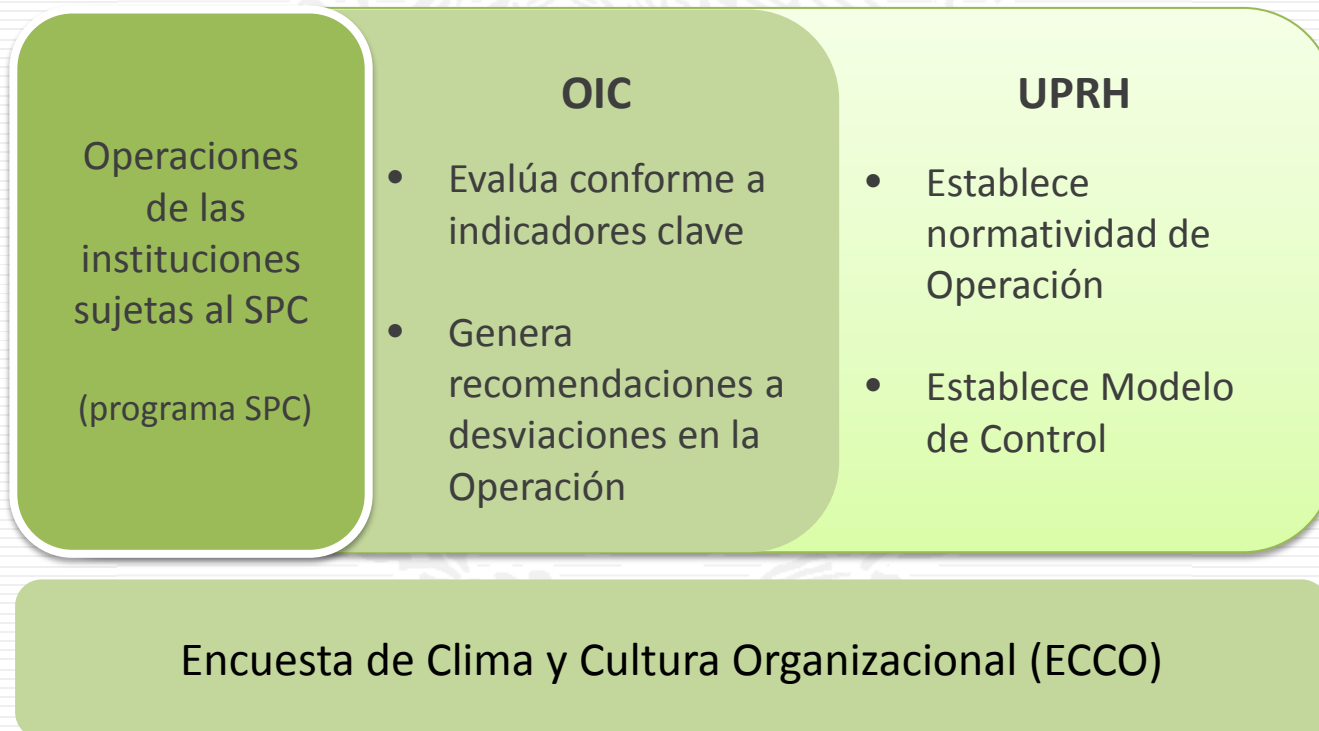 Operaciones
de las
instituciones
sujetas al SPC
(programa SPC)
OIC
• Evalúa conforme a
indicadores clave
• Genera
recomendaciones a
desviaciones en la
Operación
UPRH
• Establece
normatividad de
Operación
• Establece Modelo
de Control
Encuesta de Clima y Cultura Organizacional (ECCO)